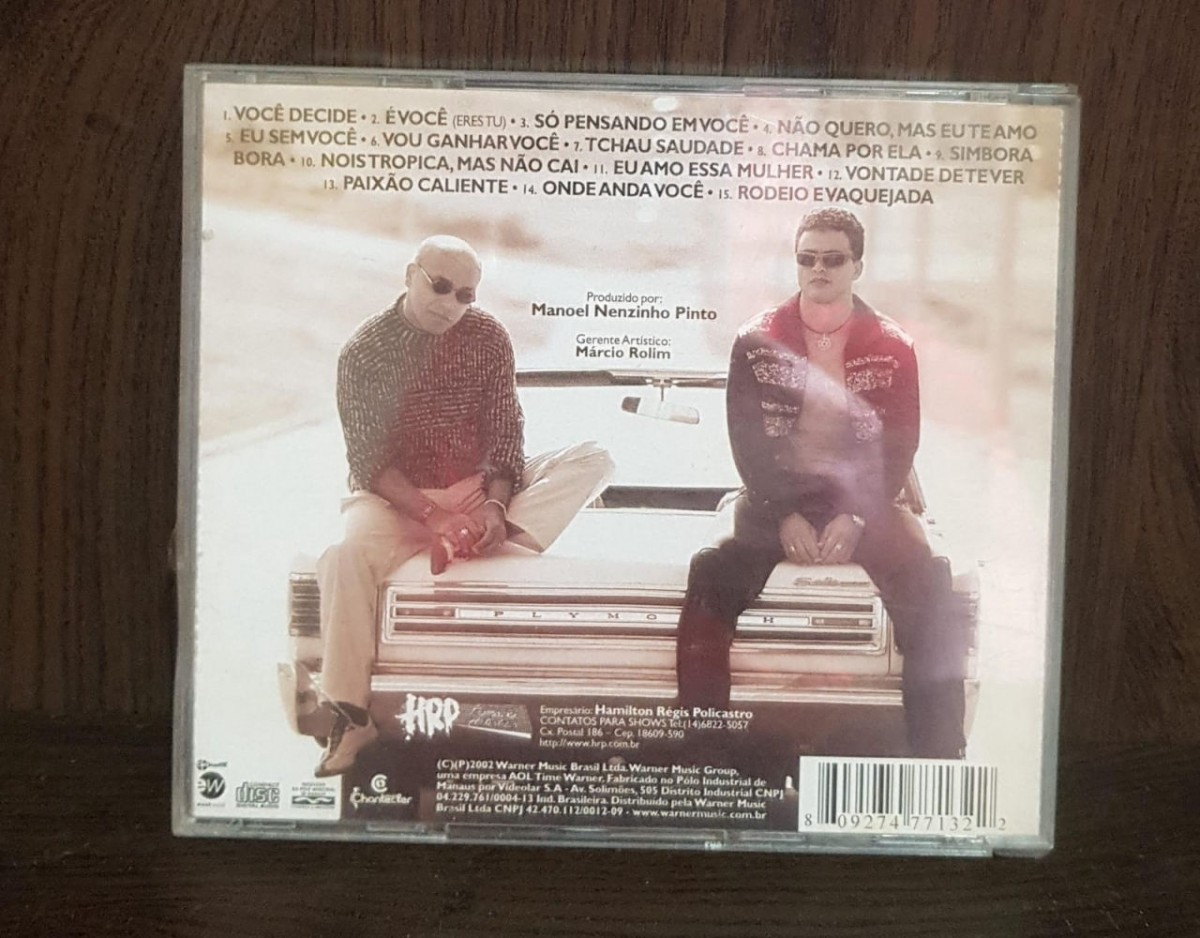 1. VOCÊ DECIDE • 2. É VOCÊ (ERES TU) • 3. SÓ PENSANDO EM VOCÊ • 4. NÃO QUERO, MAS EU TE AMO
5. EU SEM VOCÊ • 6. VOU GANHAR VOCÊ • 7. TCHAU SAUDADE • 8. CHAMA POR ELA • 9. SIMBORA
BORA • 10. NOIS TROPICA, MAS NÃO CAI • 11. EU AMO ESSA MULHER • 12. VONTADE DE TE VER
13. PAIXÃO CALIENTE • 14. ONDE ANDA VOCÊ • 15. RODEIO E VAQUEJADA
Produzido por:
Manoel Nenzinho Pinto
Gerente Artístico:
Márcio Rolim
PLYMO H
HRP
Empresário: Hamilton Régis Policastro
CONTATOS PARA SHOWS Tel:(14)6822-5057
Cx. Postal 186 - Cep. 18609-590
http://www.hrp.com.br
(C)(P)2002 Warner Music Brasil Ltda. Warner Music Group,
uma empresa AOL Time Warner. Fabricado no Pólo Industrial de
Manaus por Videolar S.A - Av. Solimões, 505 Distrito Industrial CNPJ
04.229.761/0004-13 Ind. Brasileira. Distribuído pela Warner Music
Brasil Ltda CNPJ 42.470.112/0012-09 - www.warnermusic.com.br
W
COMPACT
disc
DIGITAL AUDIO
Chantecler
8 09274 77132 2